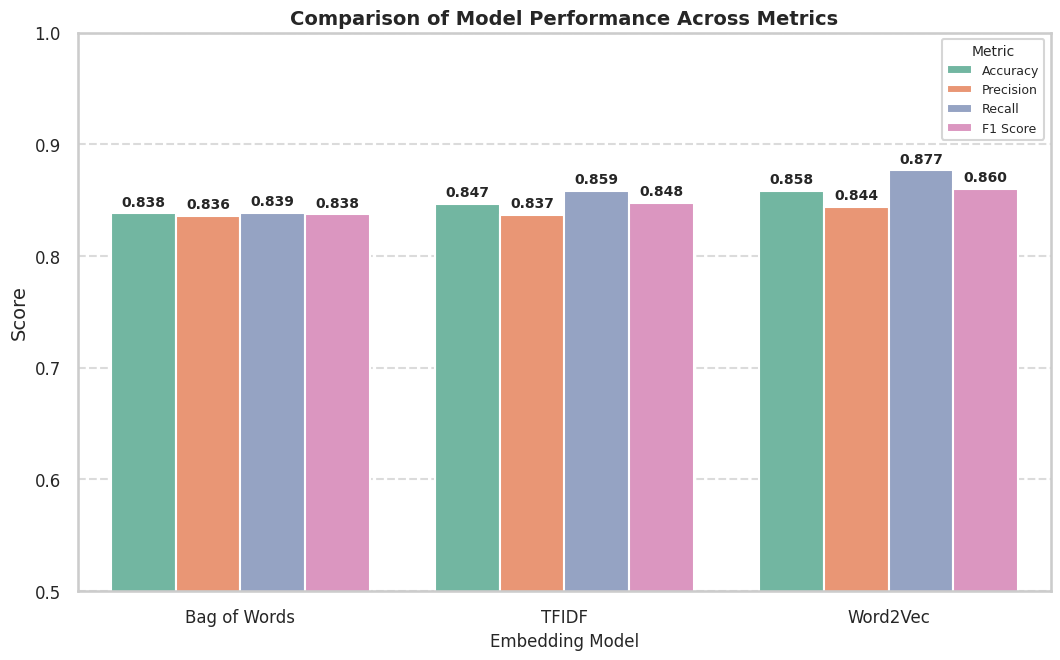 Comparison of Model Performance Across Metrics
1.0
0.9
0.8
0.7
0.6
0.5
Score
Metric
Accuracy
Precision
Recall
F1 Score
0.838
0.836
0.839
0.838
0.847
0.837
0.859
0.848
0.858
0.844
0.877
0.860
Bag of Words
TFIDF
Word2Vec
Embedding Model